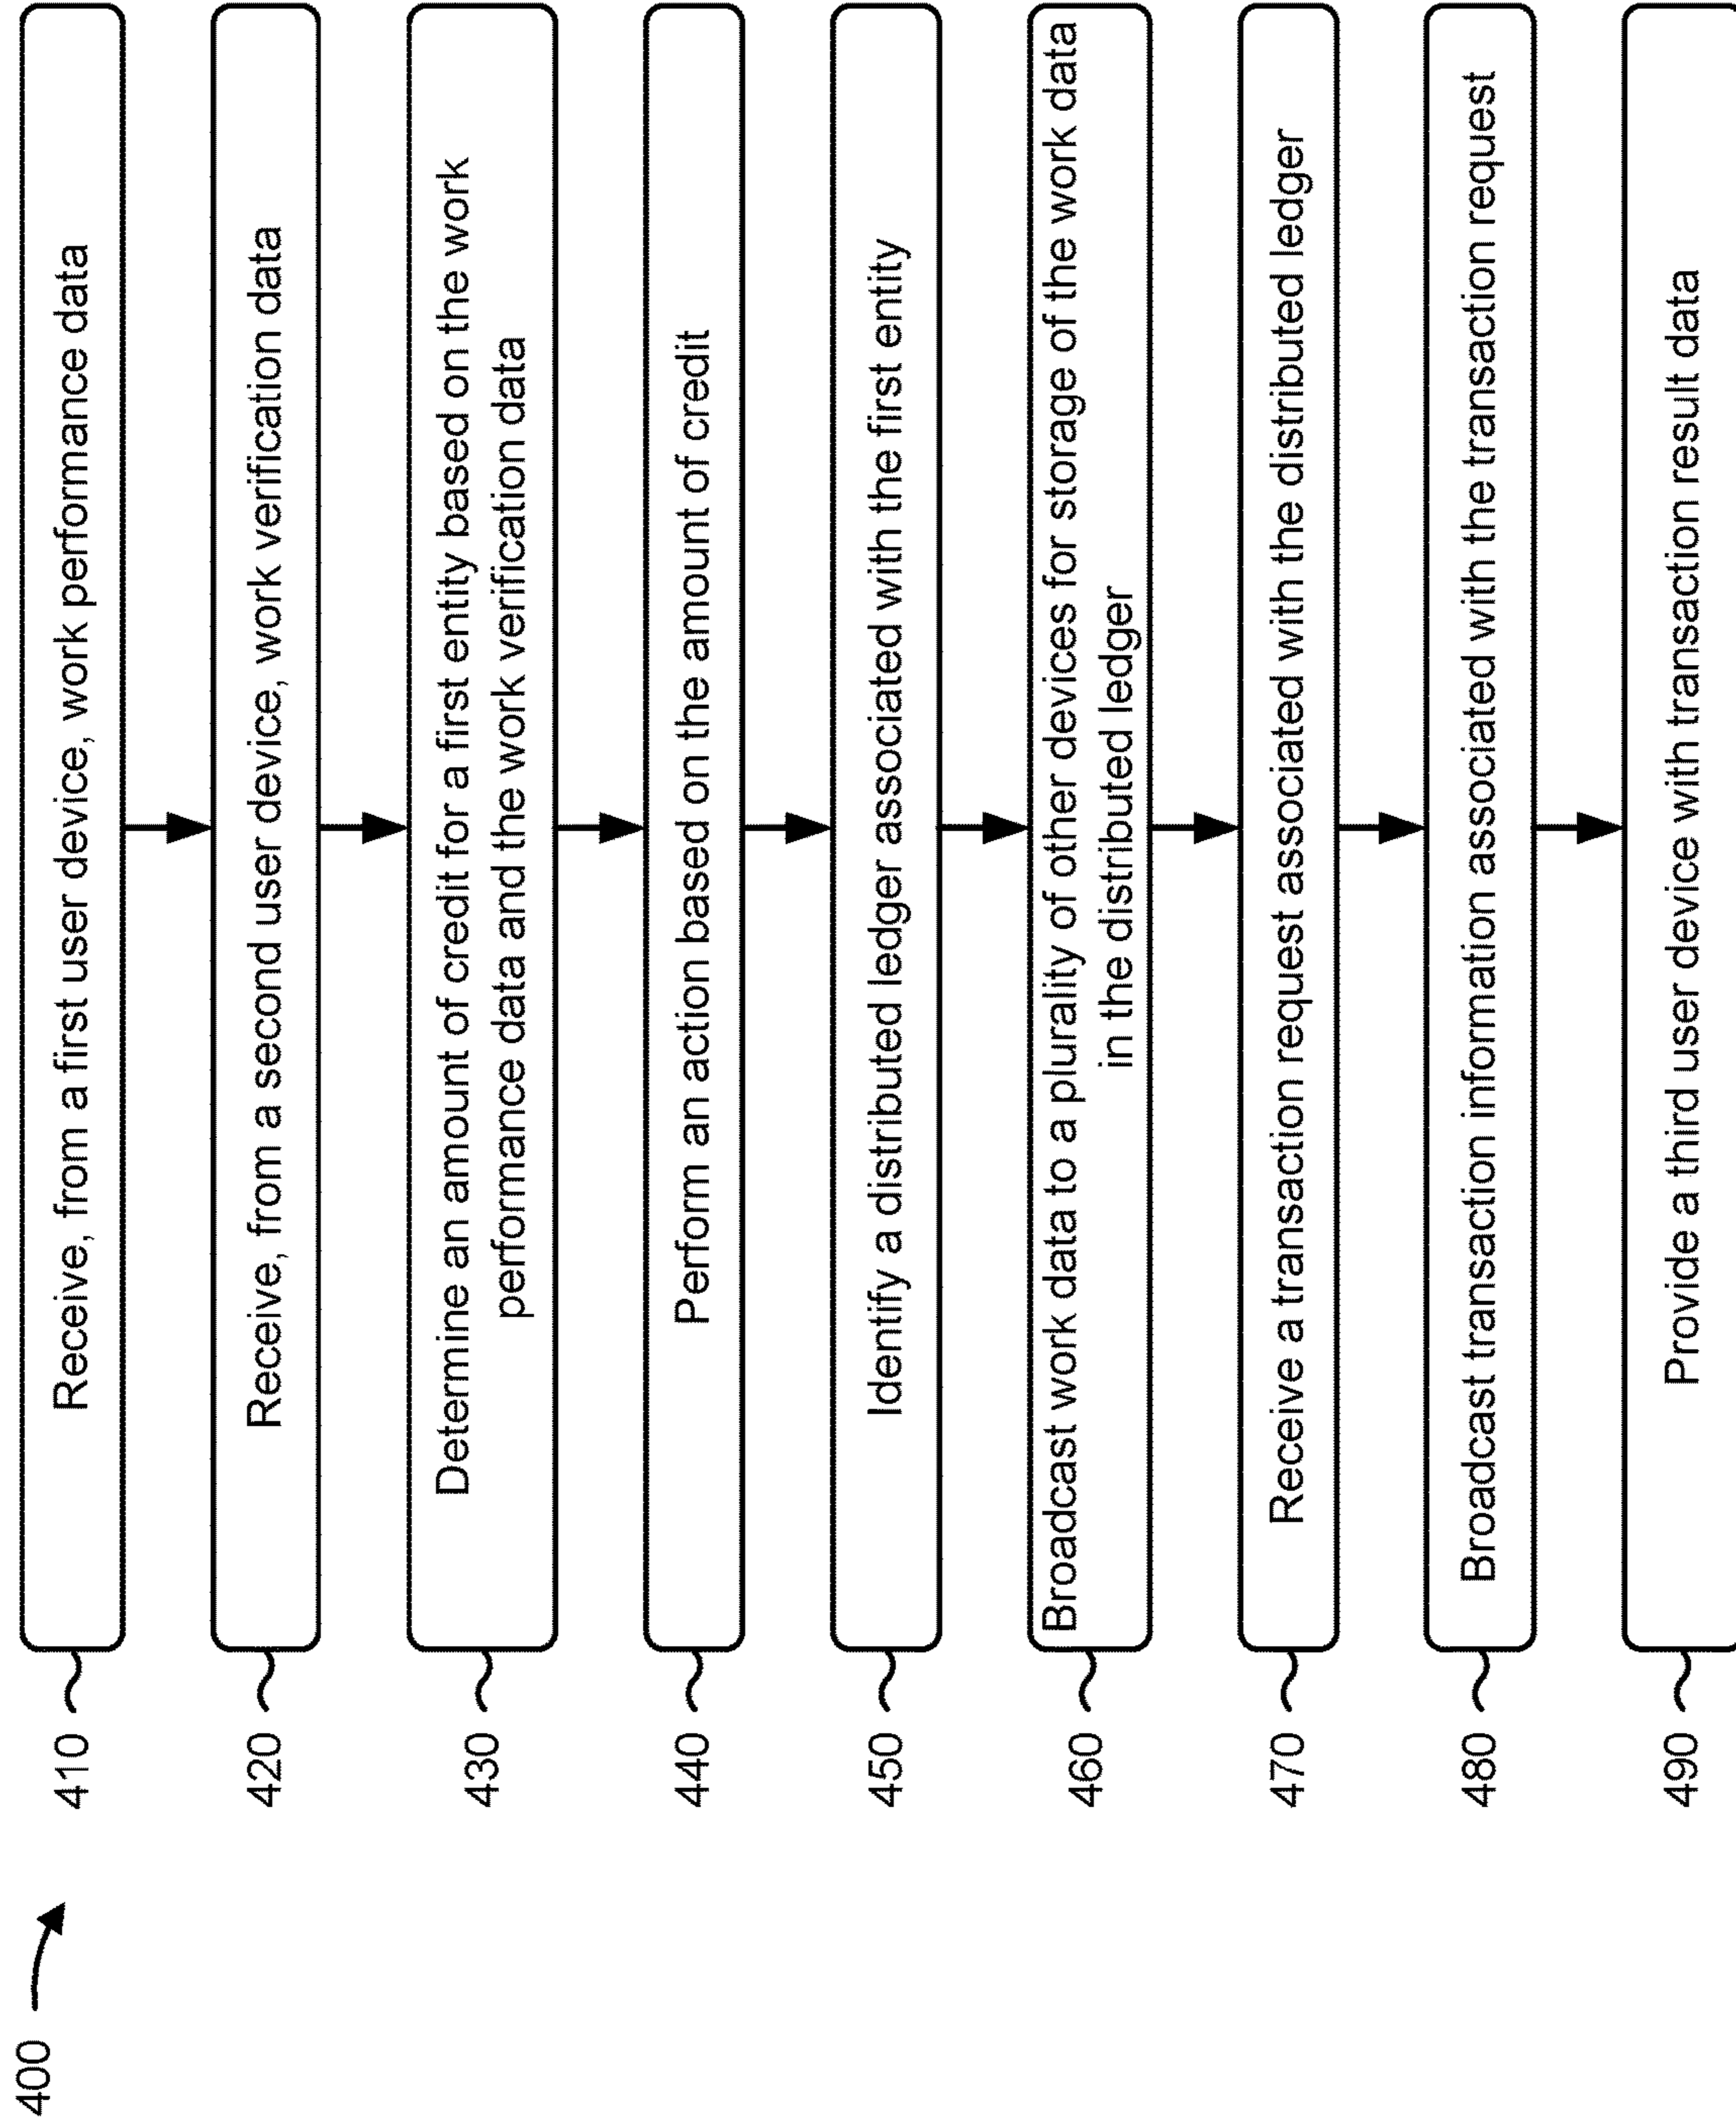 400
410
Receive, from a first user device, work performance data
420
Receive, from a second user device, work verification data
430
Determine an amount of credit for a first entity based on the work
performance data and the work verification data
440
Perform an action based on the amount of credit
450
Identify a distributed ledger associated with the first entity
460
Broadcast work data to a plurality of other devices for storage of the work data
in the distributed ledger
470
Receive a transaction request associated with the distributed ledger
480
Broadcast transaction information associated with the transaction request
490
Provide a third user device with transaction result data